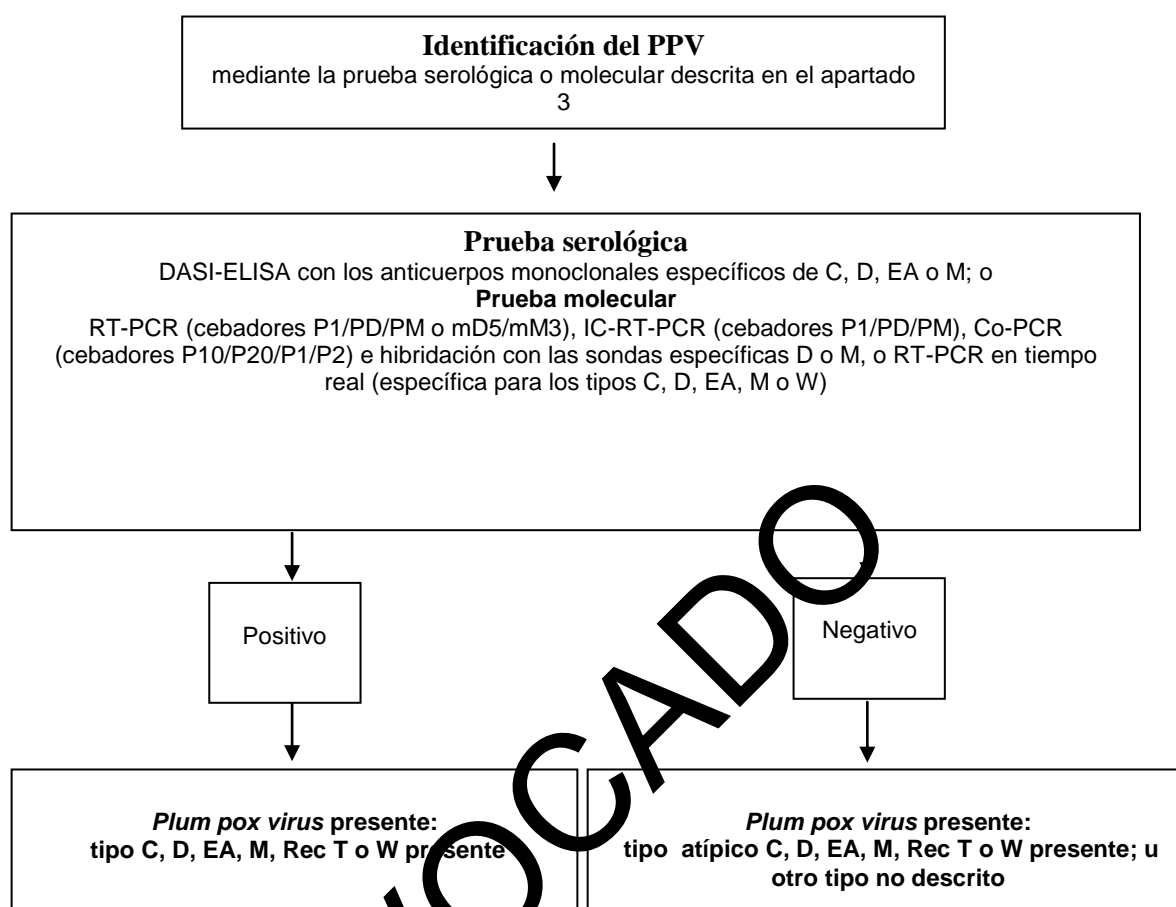 Identificación del PPV
mediante la prueba serológica o molecular descrita en el apartado
3
Prueba serológica
DASI-ELISA con los anticuerpos monoclonales específicos de C, D, EA o M; o
Prueba molecular
RT-PCR (cebadores P1/PD/PM o mD5/mM3), IC-RT-PCR (cebadores P1/PD/PM), Co-PCR
(cebadores P10/P20/P1/P2) e hibridación con las sondas específicas D o M, o RT-PCR en tiempo
real (específica para los tipos C, D, EA, M o W)
Positivo
Negativo
Plum pox virus presente:
tipo C, D, EA, M, Rec T o W presente
Plum pox virus presente:
tipo atípico C, D, EA, M, Rec T o W presente; u
otro tipo no descrito
OCADO